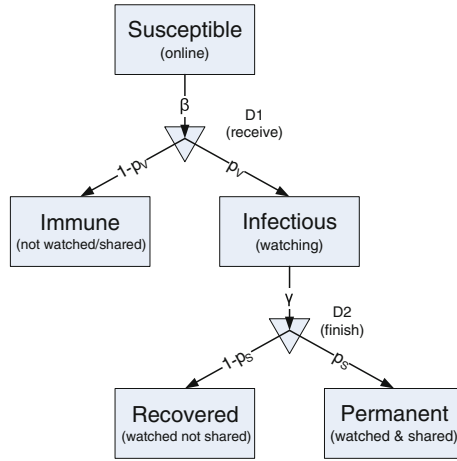 Susceptible
(online)
β
D1
(receive)
1-pV
pV
Immune
(not watched/shared)
Infectious
(watching)
γ
D2
(finish)
1-pS
pS
Recovered
(watched not shared)
Permanent
(watched & shared)